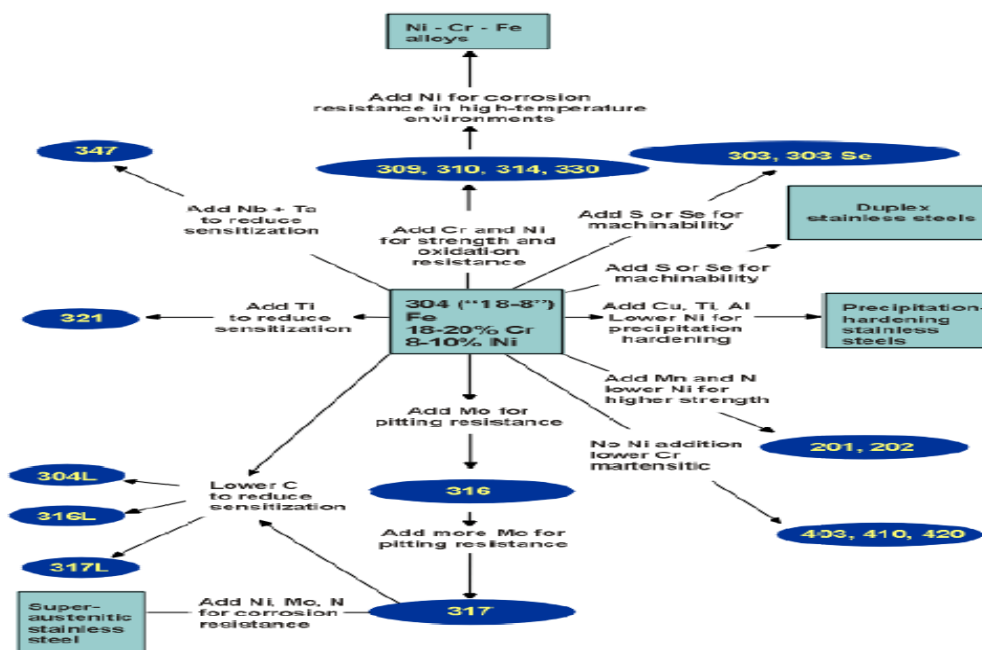 Ni - Cr - Fe
alloys
Add Ni for corrosion
resistance in high-temperature
environments
347
309, 310, 314, 330
303, 303 Se
Add Nb + Ta
to reduce
sensitization
Add Cr and Ni
for strength and
oxidation
resistance
Add S or Se for
machinability
Duplex
stainless steels
Add S or Se for
machinability
321
Add Ti
to reduce
sensitization
304 ("18-8")
Fe
18-20% Cr
8-10% Ni
Add Cu, Ti, Al
Lower Ni for
precipitation
hardening
Precipitation-
hardening
stainless
steels
Add Mn and N
lower Ni for
higher strength
Add Mo for
pitting resistance
No Ni addition
lower Cr
martensitic
201, 202
304L
316L
317L
Lower C
to reduce
sensitization
316
Add more Mo for
pitting resistance
403, 410, 420
Super-
austenitic
stainless
steel
Add Ni, Mo, N
for corrosion
resistance
317